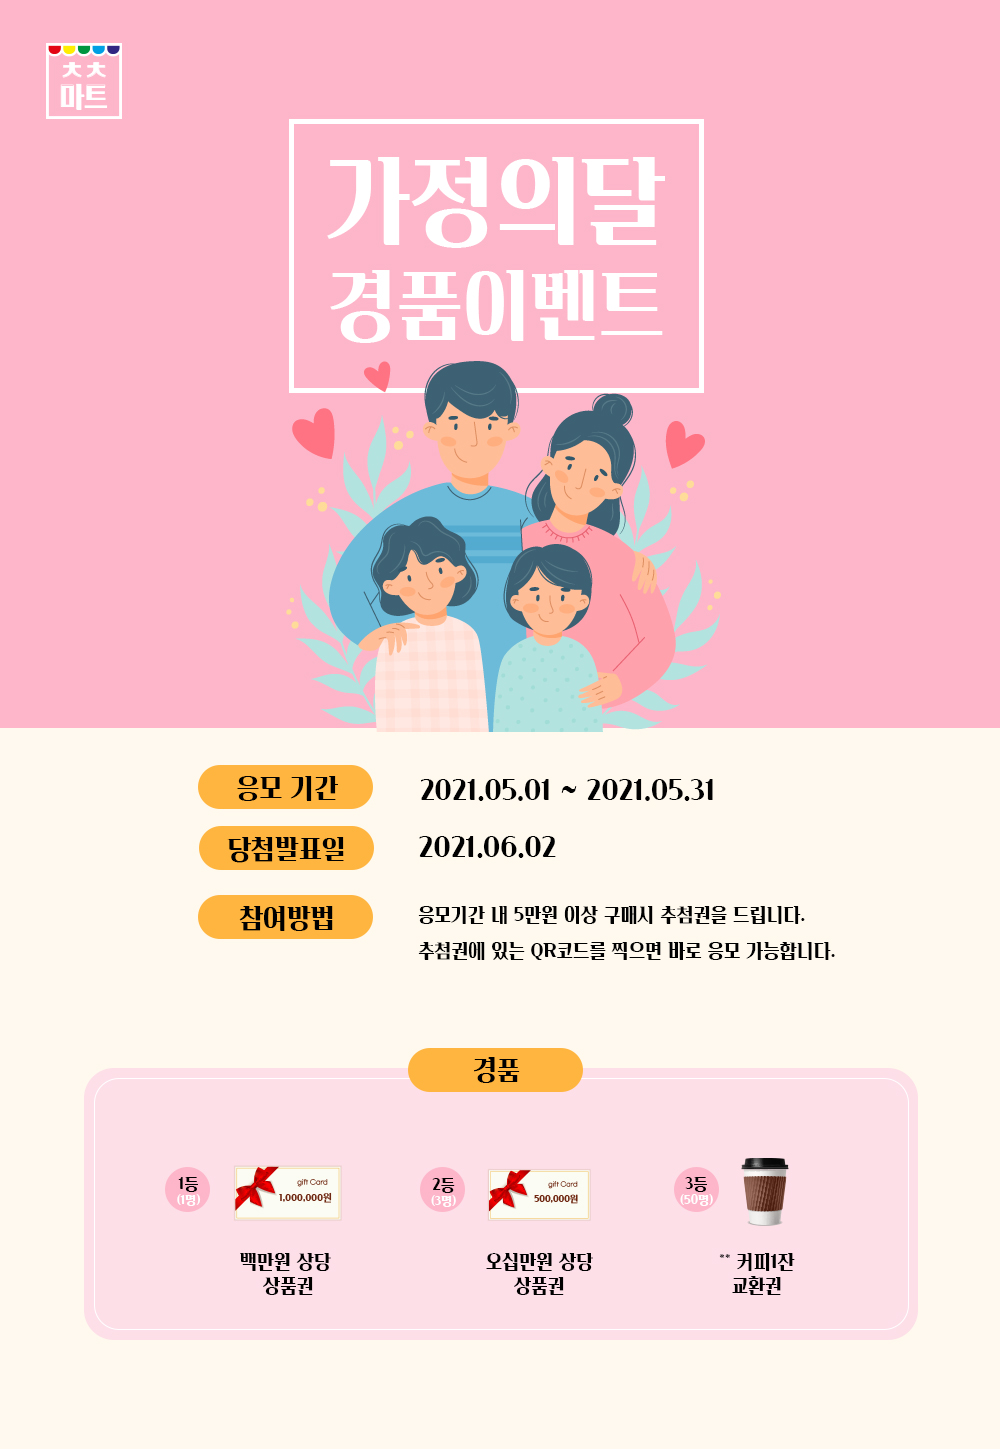 ㅊㅊ
마트
가정의달
경품이벤트
응모 기간
2021.05.01 ~ 2021.05.31
당첨발표일
2021.06.02
참여방법
응모기간 내 5만원 이상 구매시 추첨권을 드립니다.
추첨권에 있는 QR코드를 찍으면 바로 응모 가능합니다.
경품
1등
(1명)
gift Card
1,000,000원
백만원 상당
상품권
2등
(3명)
gift Card
500,000원
오십만원 상당
상품권
3등
(50명)
** 커피1잔
교환권